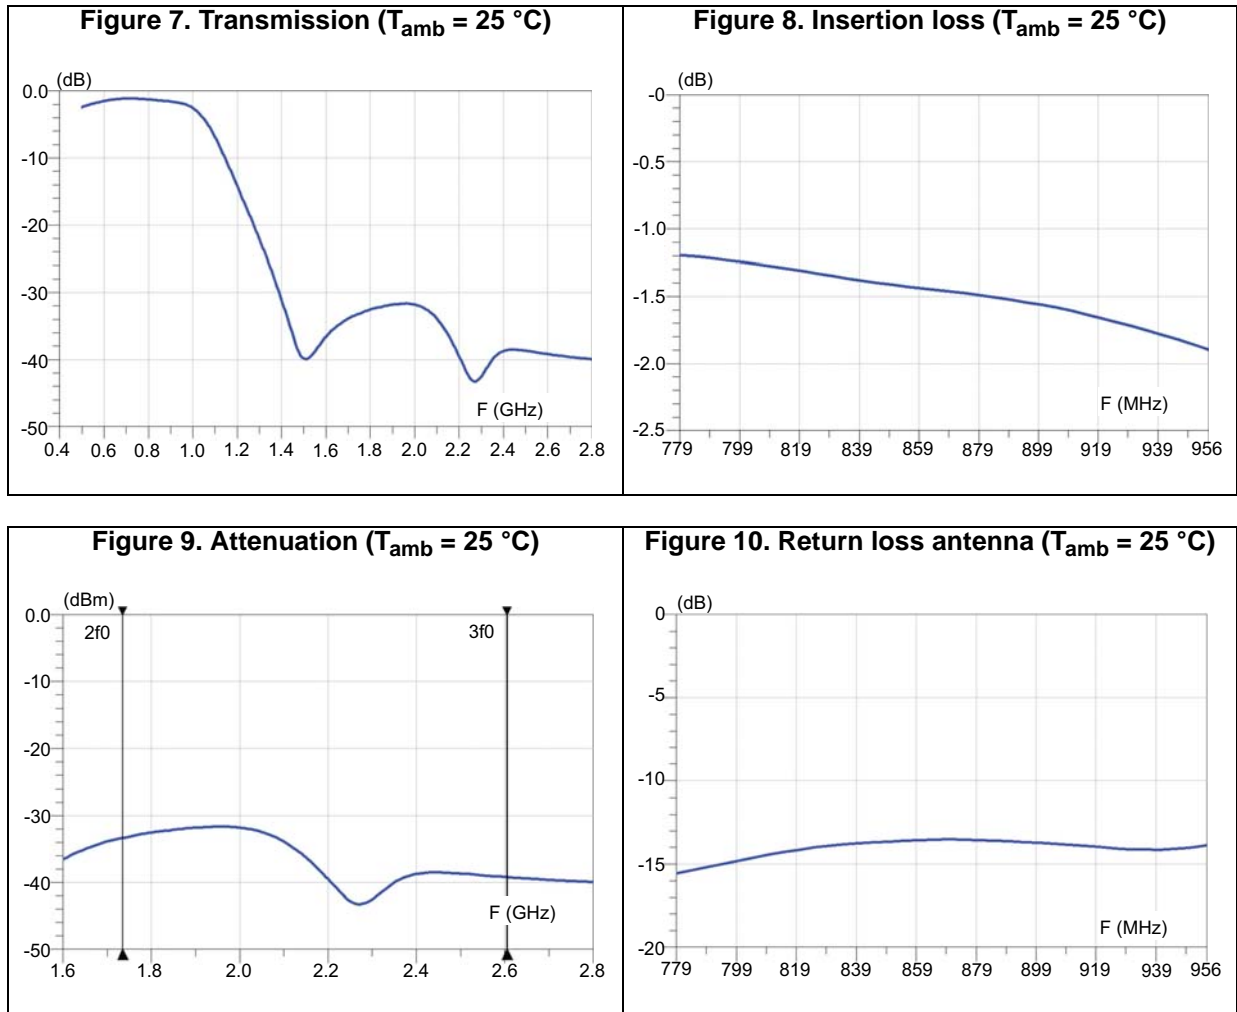 Figure 7. Transmission (Tamb = 25 °C)
(dB)
0.0
-10
-20
-30
-40
-50
F (GHz)
0.4 0.6 0.8 1.0 1.2 1.4 1.6 1.8 2.0 2.2 2.4 2.6 2.8
Figure 8. Insertion loss (Tamb = 25 °C)
(dB)
-0
-0.5
-1.0
-1.5
-2.0
-2.5
F (MHz)
779 799 819 839 859 879 899 919 939 956
Figure 9. Attenuation (Tamb = 25 °C)
(dBm)
0.0
2f0 3f0
-10
-20
-30
-40
-50
F (GHz)
1.6 1.8 2.0 2.2 2.4 2.6 2.8
Figure 10. Return loss antenna (Tamb = 25 °C)
(dB)
0
-5
-10
-15
-20
F (MHz)
779 799 819 839 859 879 899 919 939 956